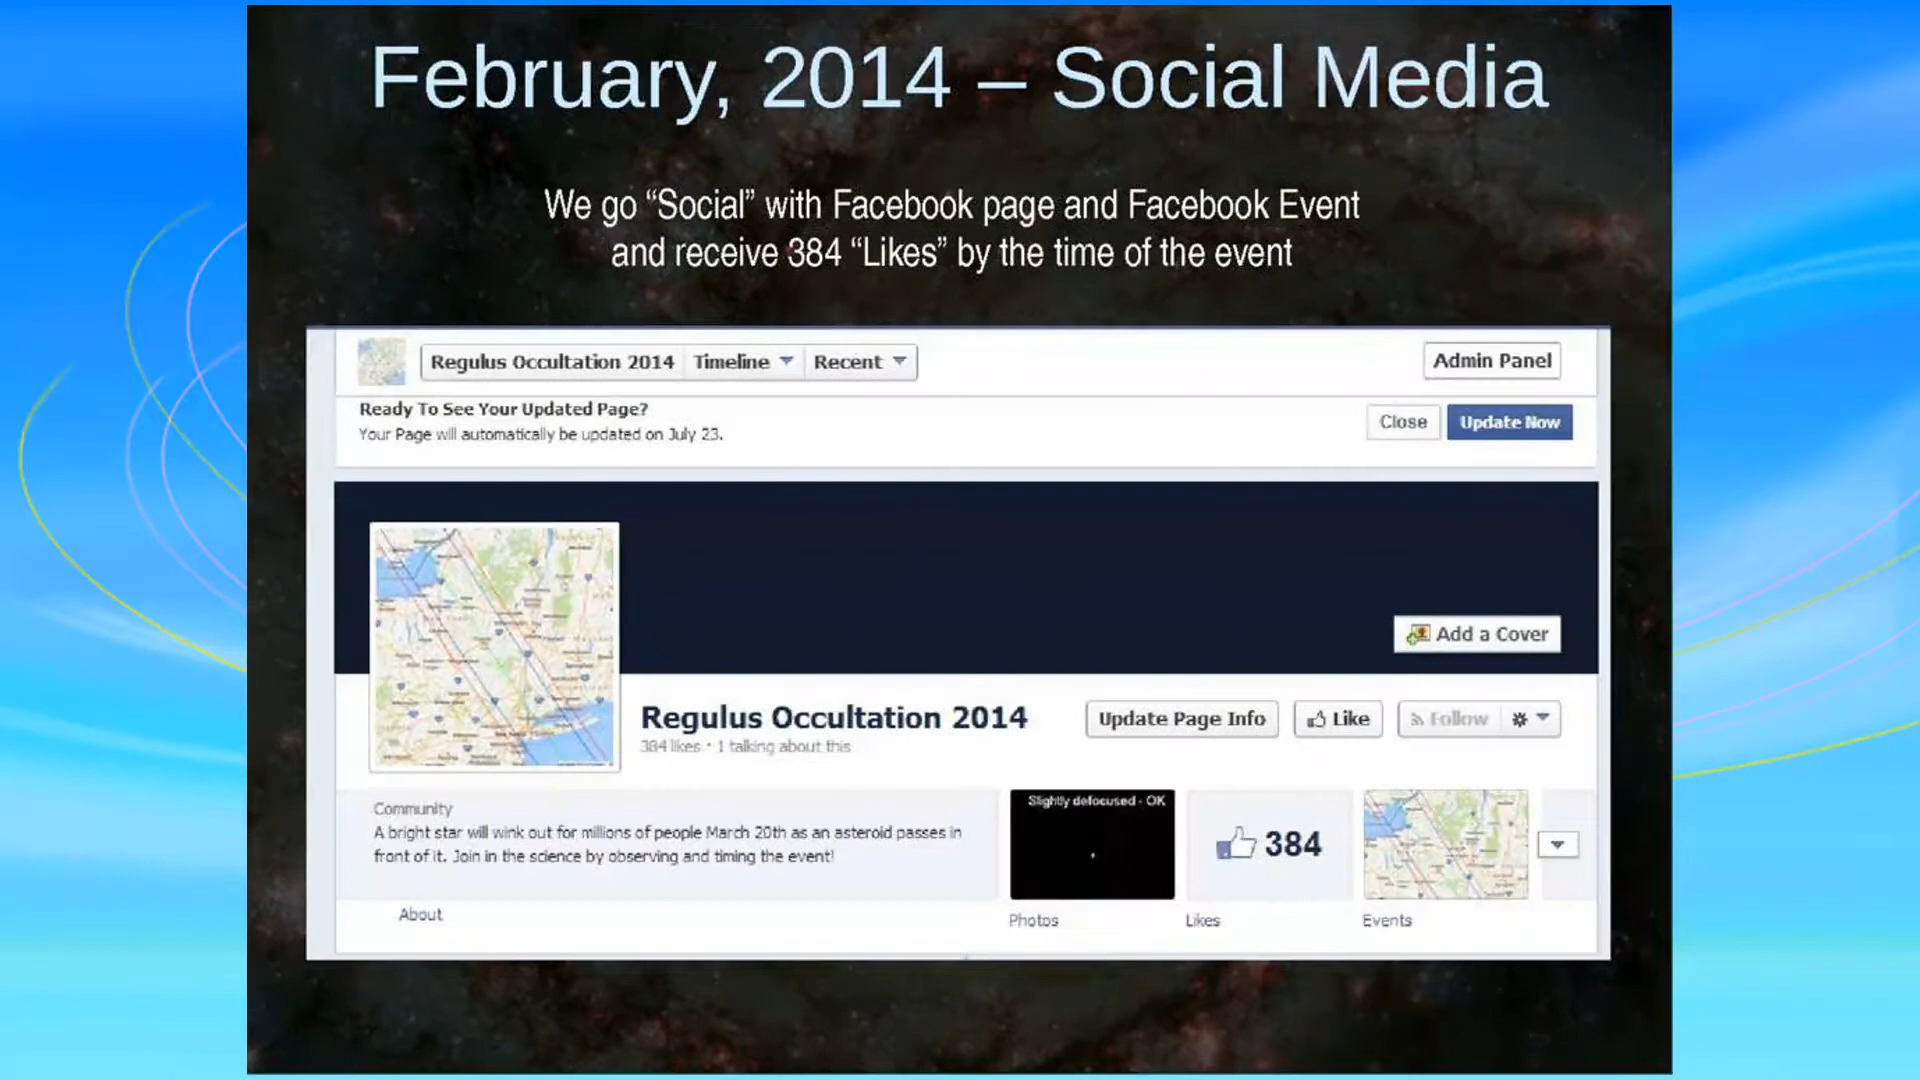 February, 2014 – Social Media
We go “Social” with Facebook page and Facebook Event
and receive 384 “Likes” by the time of the event
Regulus Occultation 2014 Timeline Recent
Admin Panel
Ready To See Your Updated Page?
Your Page will automatically be updated on July 23.
Close Update Now
Add a Cover
Regulus Occultation 2014
384 likes · 1 talking about this
Update Page Info Like Follow
Community
A bright star will wink out for millions of people March 20th as an asteroid passes in
front of it. Join in the science by observing and timing the event!
About
Slightly defocused - OK
384
Photos Likes Events